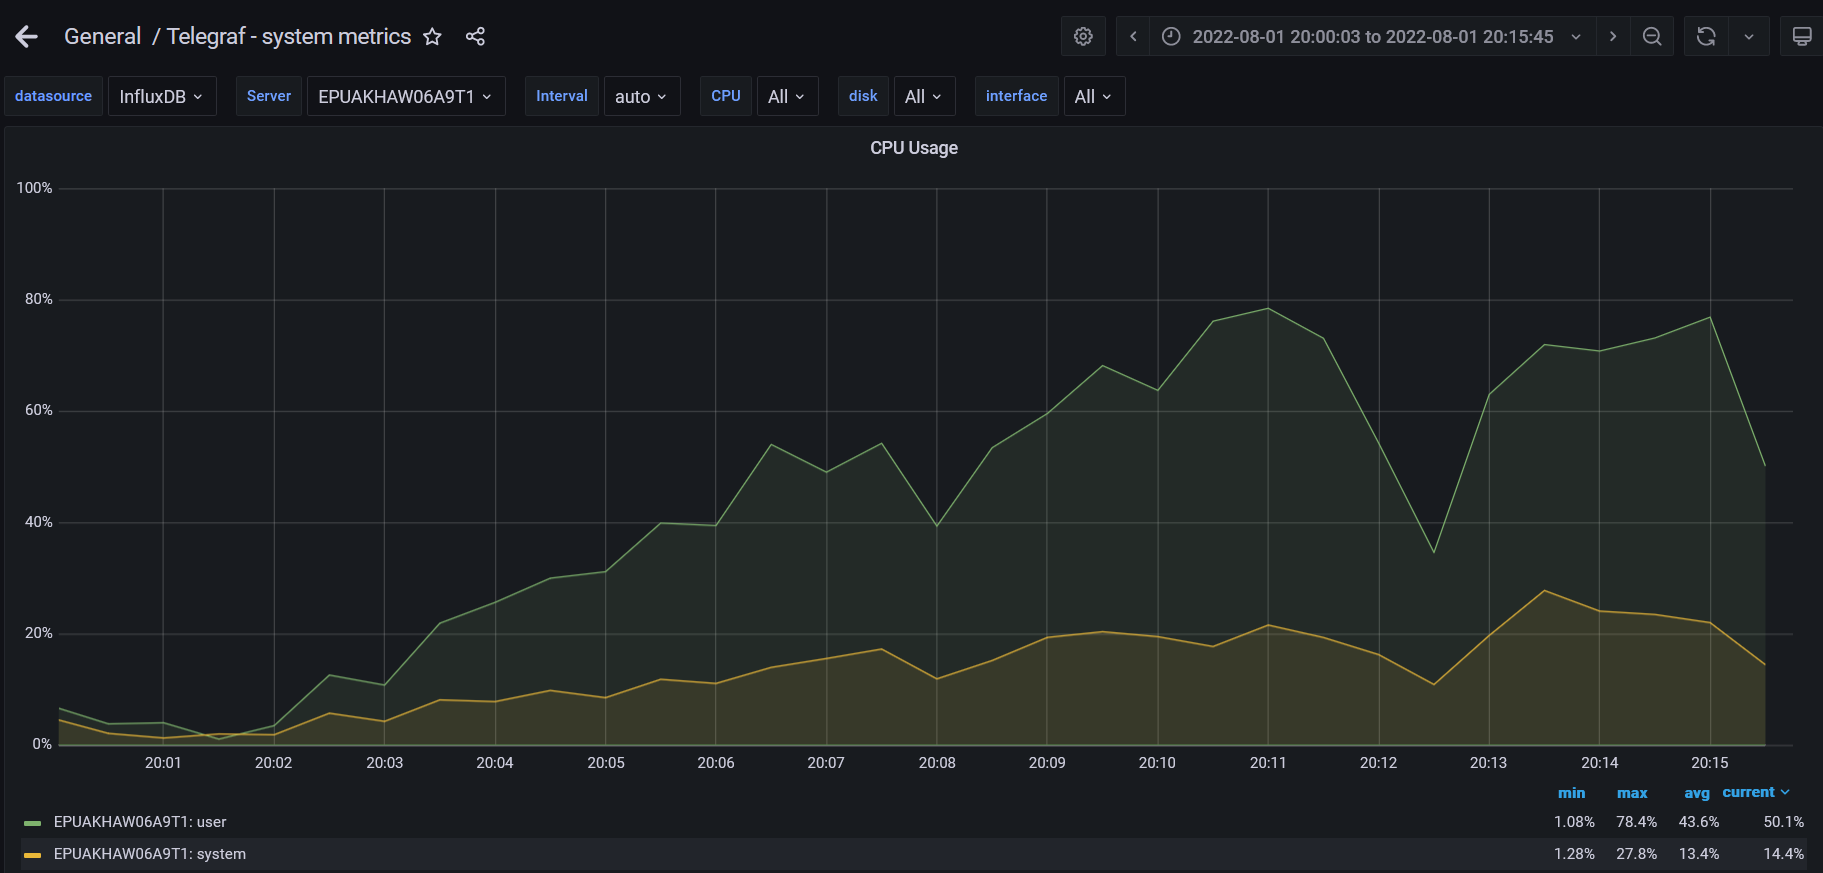 General / Telegraf - system metrics 2022-08-01 20:00:03 to 2022-08-01 20:15:45
datasource InfluxDB Server EPUAKHAW06A9T1 Interval auto CPU All disk All interface All
CPU Usage
100%
80%
60%
40%
20%
0%
20:01 20:02 20:03 20:04 20:05 20:06 20:07 20:08 20:09 20:10 20:11 20:12 20:13 20:14 20:15
min max avg current
EPUAKHAW06A9T1: user 1.08% 78.4% 43.6% 50.1%
EPUAKHAW06A9T1: system 1.28% 27.8% 13.4% 14.4%